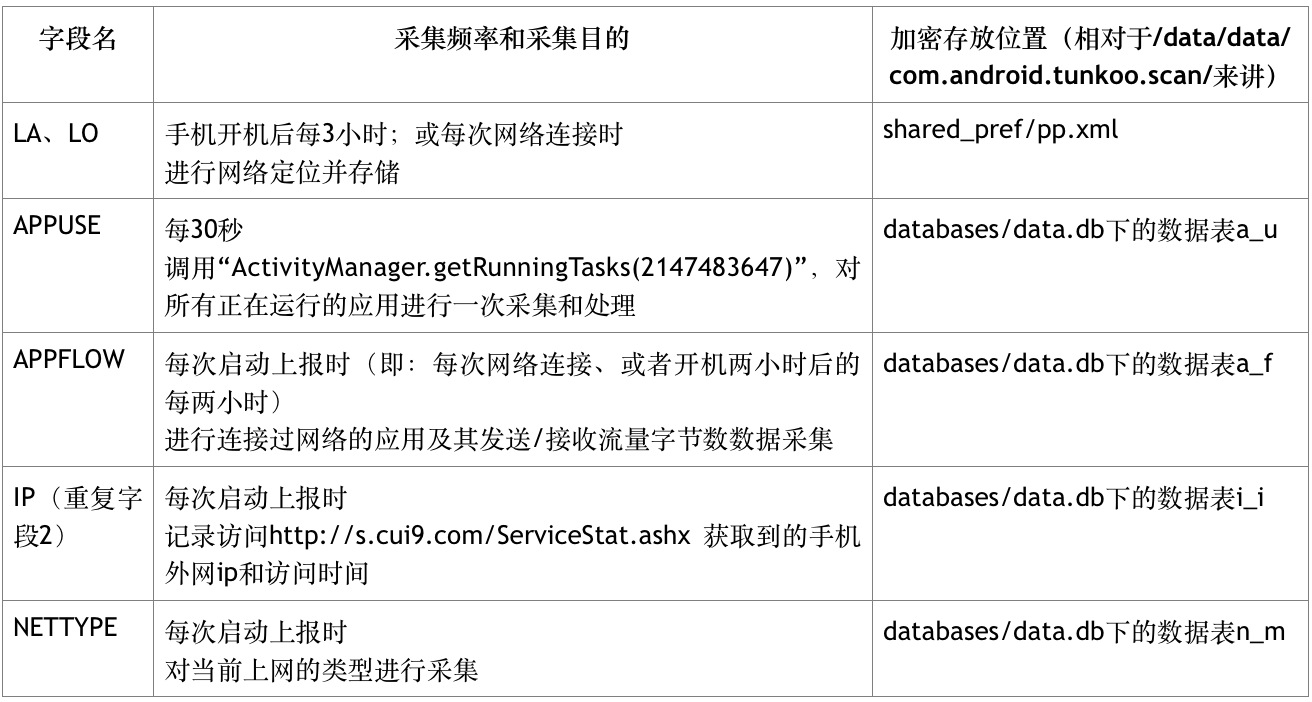 字段名
采集频率和采集目的
加密存放位置（相对于/data/data/
com.android.tunkoo.scan/来讲）
LA、LO
手机开机后每3小时；或每次网络连接时
进行网络定位并存储
shared_pref/pp.xml
APPUSE
每30秒
调用“ActivityManager.getRunningTasks(2147483647)”，对
所有正在运行的应用进行一次采集和处理
databases/data.db下的数据表a_u
APPFLOW
每次启动上报时（即：每次网络连接、或者开机两小时后的
每两小时）
进行连接过网络的应用及其发送/接收流量字节数数据采集
databases/data.db下的数据表a_f
IP（重复字
段2）
每次启动上报时
记录访问http://s.cui9.com/ServiceStat.ashx 获取到的手机
外网ip和访问时间
databases/data.db下的数据表i_i
NETTYPE
每次启动上报时
对当前上网的类型进行采集
databases/data.db下的数据表n_m